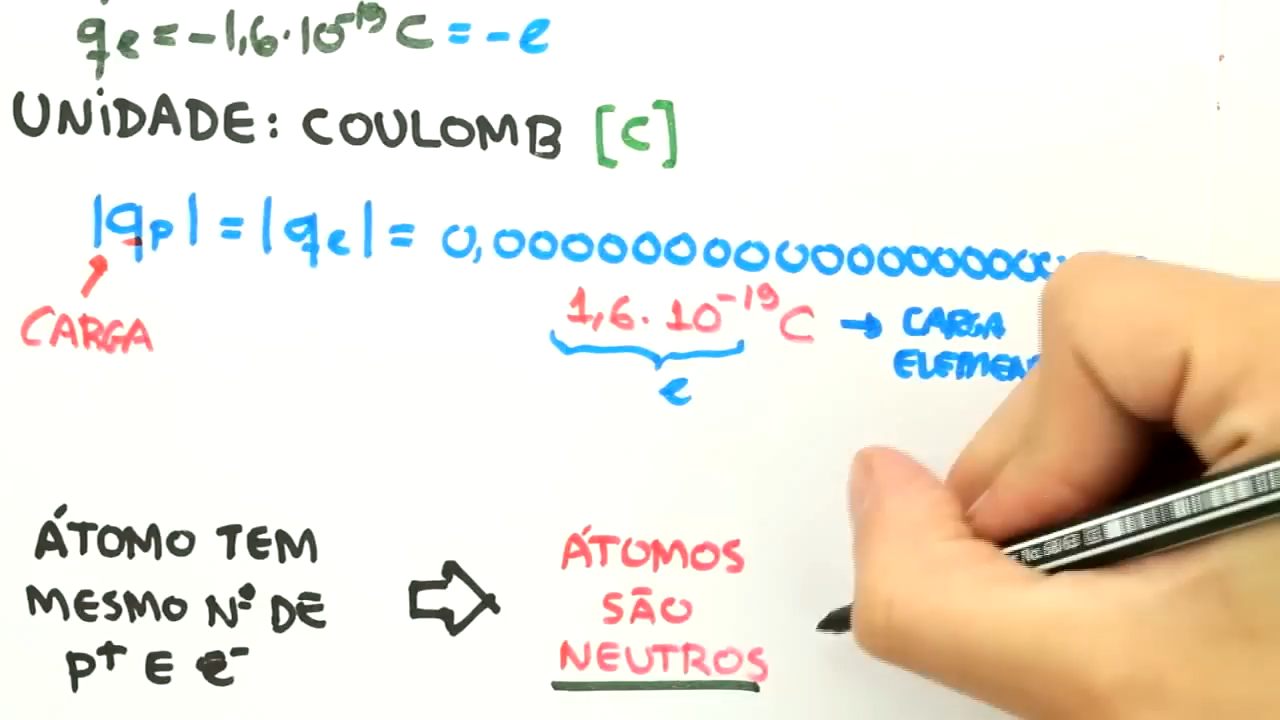 qe = -1,6·10⁻¹⁹ C = -e
UNIDADE: COULOMB [C]
|qp| = |qe| = 0,000000000000000000
CARGA
1,6·10⁻¹⁹ C → CARGA
e
ÁTOMO TEM
MESMO Nº DE
p⁺ E e⁻
ÁTOMOS
SÃO
NEUTROS